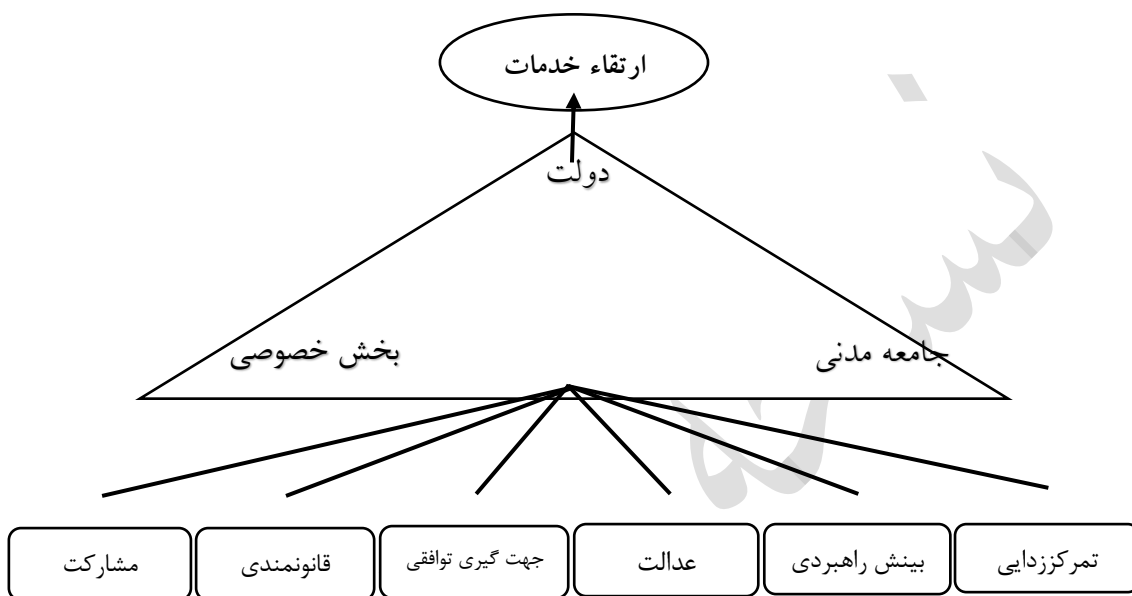 ارتقاء خدمات
دولت
جامعه مدنی
بخش خصوصی
تمرکززدایی
بینش راهبردی
عدالت
جهت گیری توافقی
قانونمندی
مشارکت